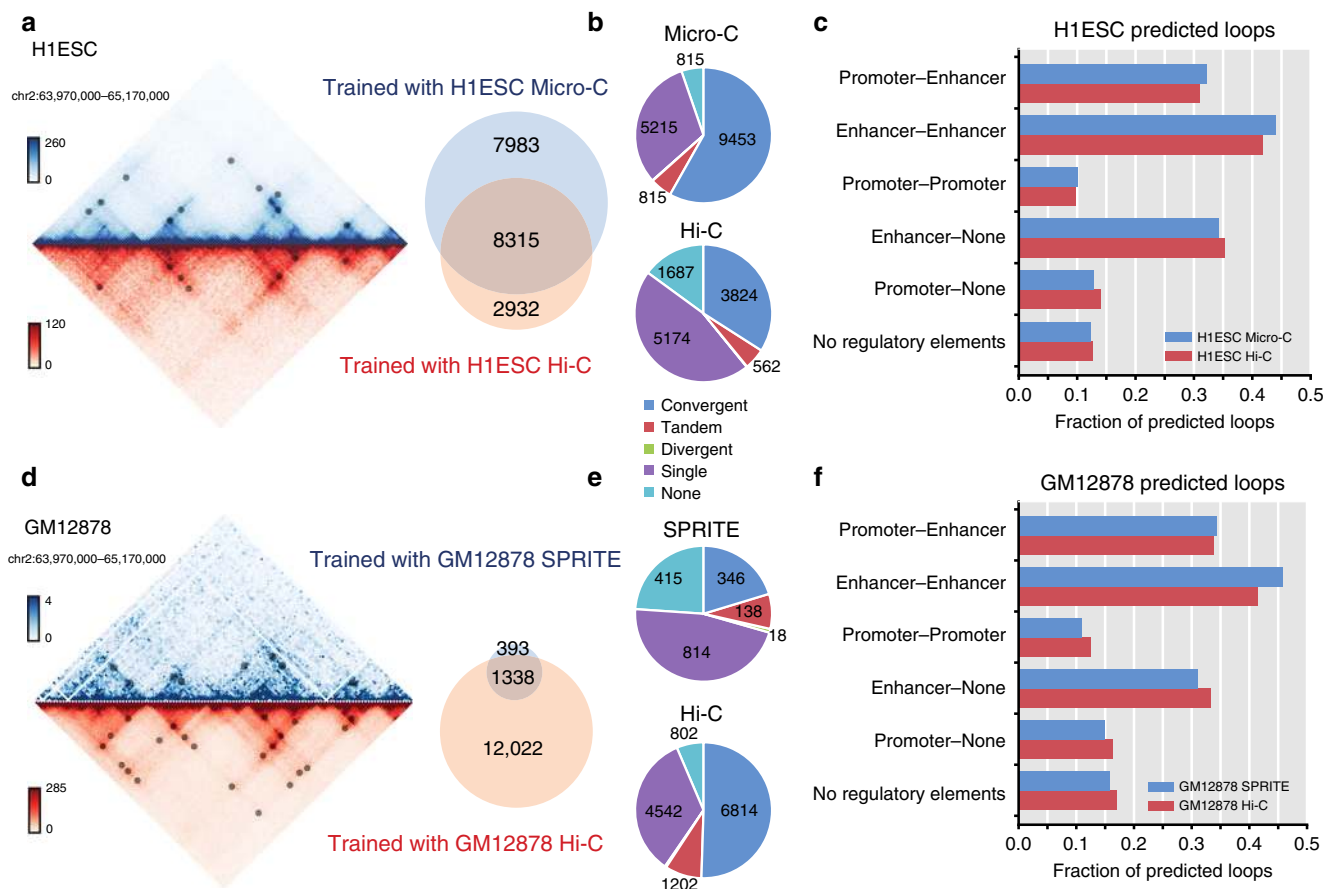 a
H1ESC
chr2:63,970,000–65,170,000
260
0
120
0
Trained with H1ESC Micro-C
7983
8315
2932
Trained with H1ESC Hi-C
b
Micro-C
815
5215
9453
815
Hi-C
1687
3824
5174
562
Convergent
Tandem
Divergent
Single
None
c
H1ESC predicted loops
Promoter–Enhancer
Enhancer–Enhancer
Promoter–Promoter
Enhancer–None
Promoter–None
No regulatory elements
H1ESC Micro-C
H1ESC Hi-C
0.0 0.1 0.2 0.3 0.4 0.5
Fraction of predicted loops
d
GM12878
chr2:63,970,000–65,170,000
4
0
285
0
Trained with GM12878 SPRITE
393
1338
12,022
Trained with GM12878 Hi-C
e
SPRITE
415
346
138
18
814
Hi-C
802
4542
6814
1202
f
GM12878 predicted loops
Promoter–Enhancer
Enhancer–Enhancer
Promoter–Promoter
Enhancer–None
Promoter–None
No regulatory elements
GM12878 SPRITE
GM12878 Hi-C
0.0 0.1 0.2 0.3 0.4 0.5
Fraction of predicted loops